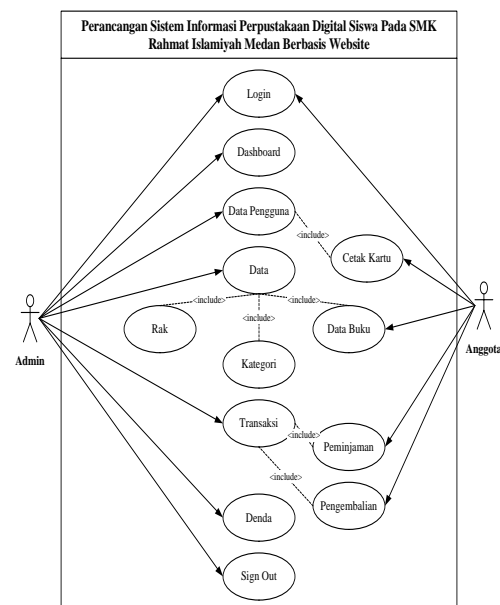 Perancangan Sistem Informasi Perpustakaan Digital Siswa Pada SMK
Rahmat Islamiyah Medan Berbasis Website
Login
Dashboard
Data Pengguna
<include>
Cetak Kartu
Data
<include>
<include>
<include>
Rak
Data Buku
Admin
Anggota
Kategori
Transaksi
<include>
Peminjaman
<include>
Pengembalian
Denda
Sign Out